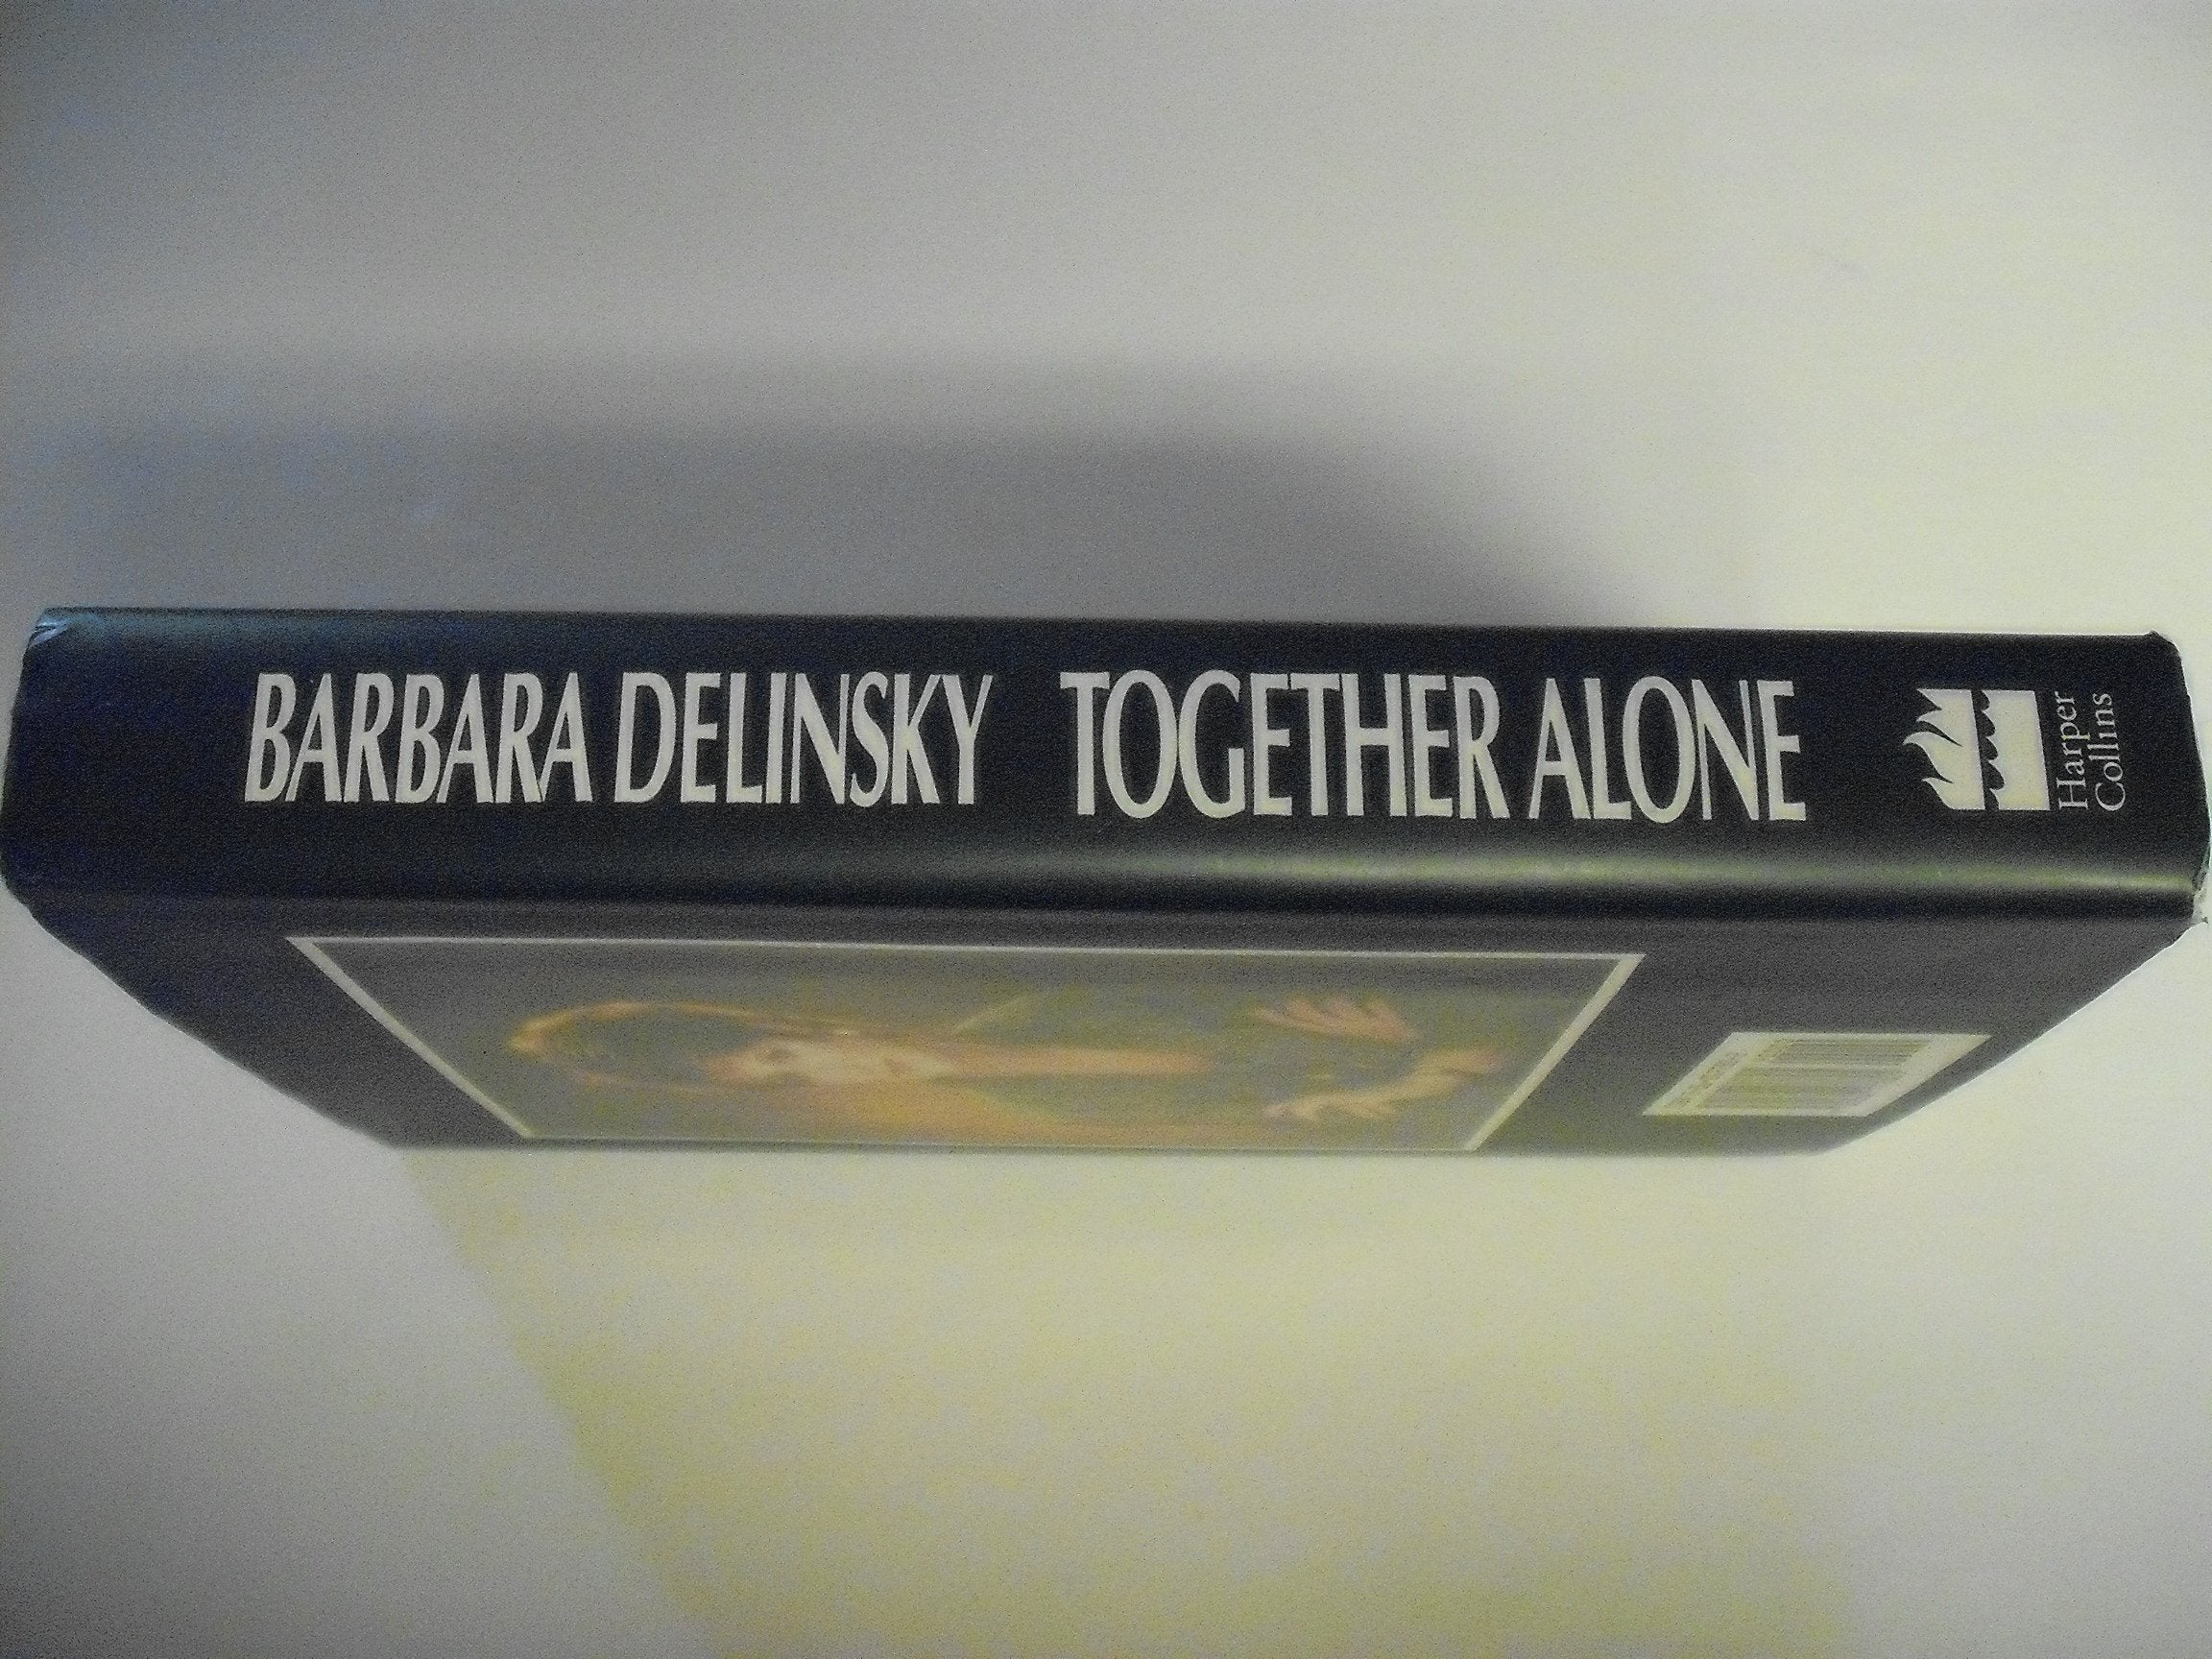 BARBARA DELINSKY TOGETHER ALONE
Harper
Collins